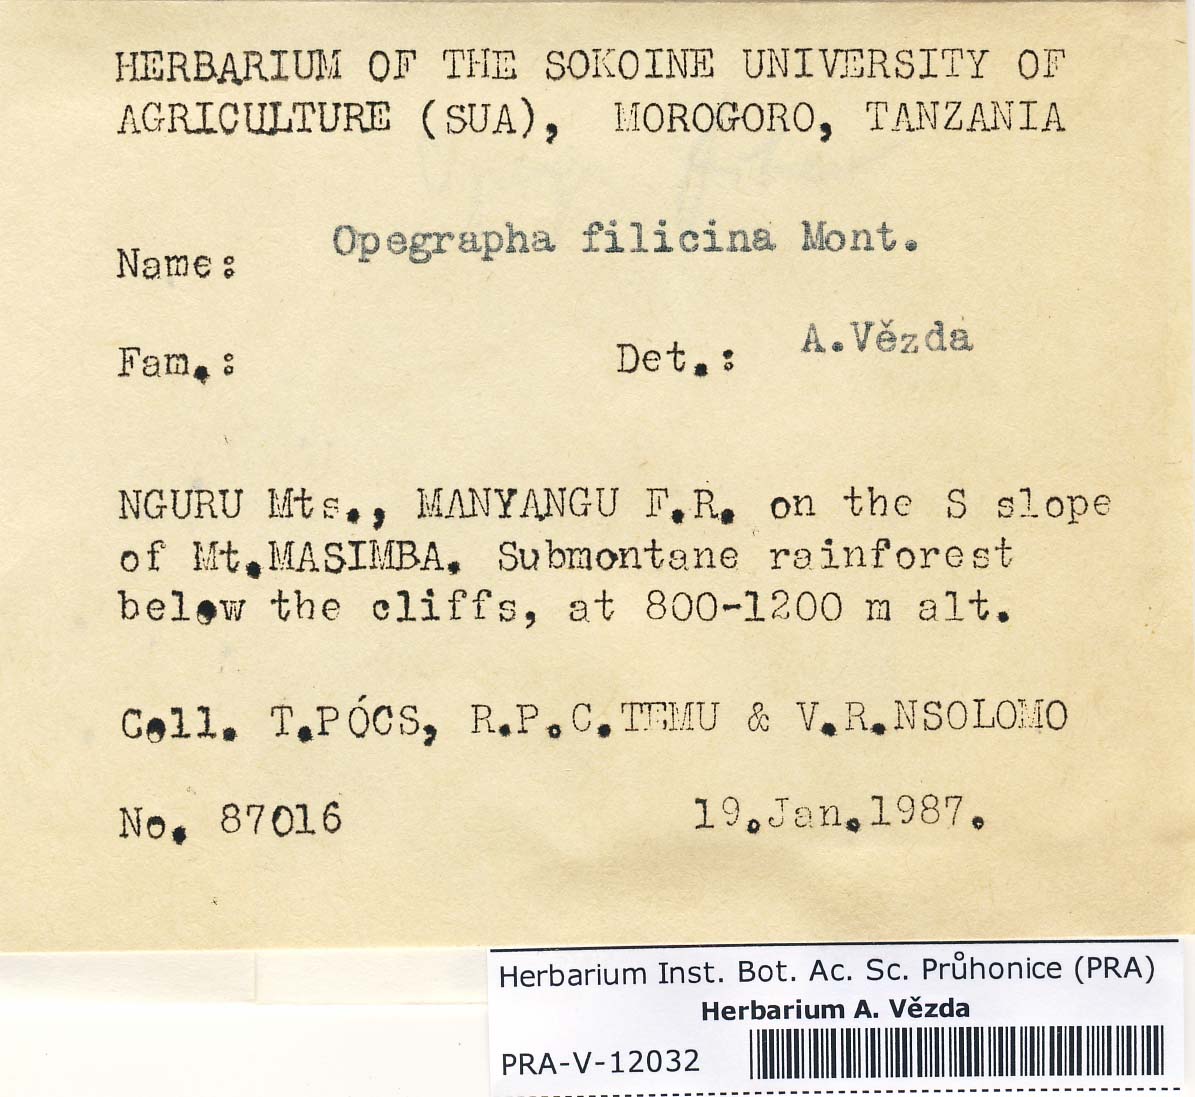 HERBARIUM OF THE SOKOINE UNIVERSITY OF
AGRICULTURE (SUA), MOROGORO, TANZANIA
Name: Opegrapha filicina Mont.
Fam.: Det.: A.Vězda
NGURU Mts., MANYANGU F.R. on the S slope
of Mt.MASIMBA. Submontane rainforest
below the cliffs, at 800-1200 m alt.
Coll. T.PÓCS, R.P.C.TEMU & V.R.NSOLOMO
No. 87016 19.Jan.1987.
Herbarium Inst. Bot. Ac. Sc. Průhonice (PRA)
Herbarium A. Vězda
PRA-V-12032